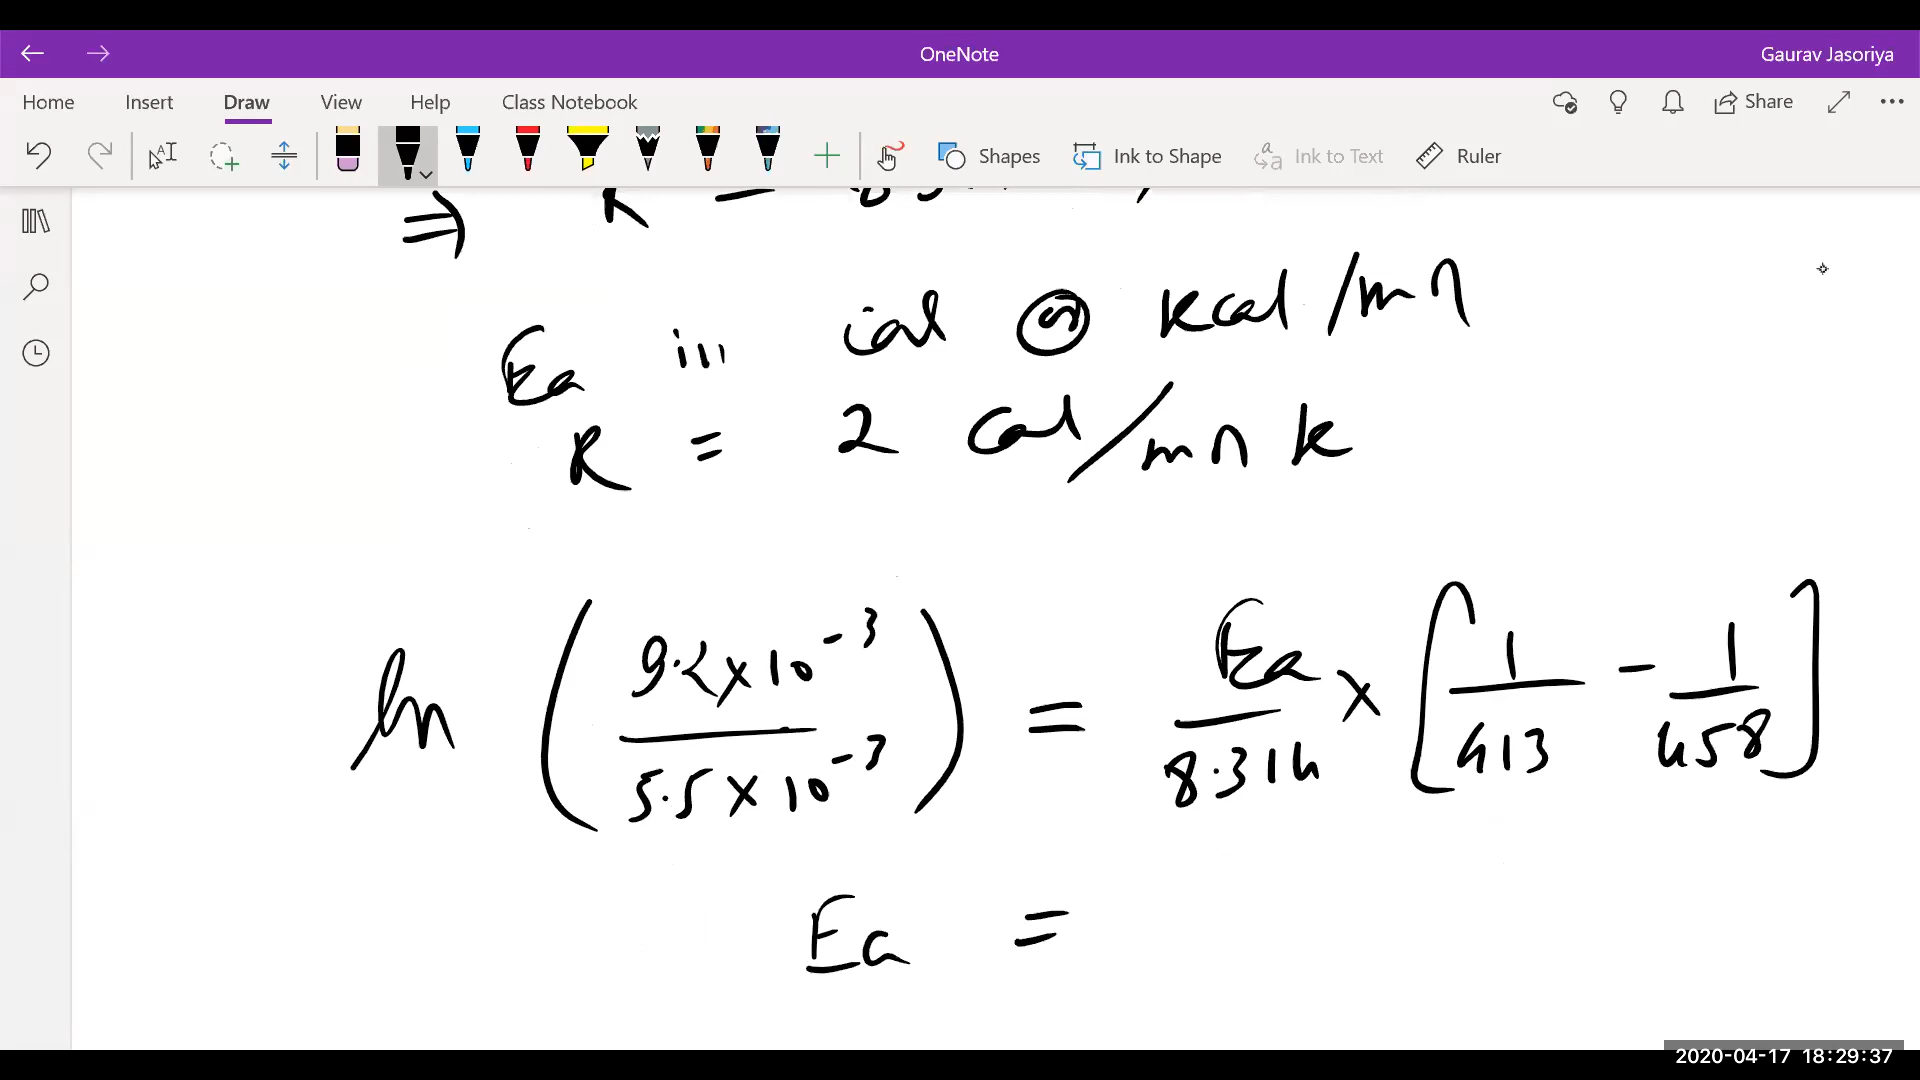 OneNote
Gaurav Jasoriya
Home Insert Draw View Help Class Notebook Share
Shapes Ink to Shape Ink to Text Ruler
⇒ R =
Ea in cal or kcal/mol
R = 2 cal/mol K
ln (9.2×10⁻³ / 5.5×10⁻³) = Ea / 8.314 × [1/413 - 1/458]
Ea =
2020-04-17 18:29:37